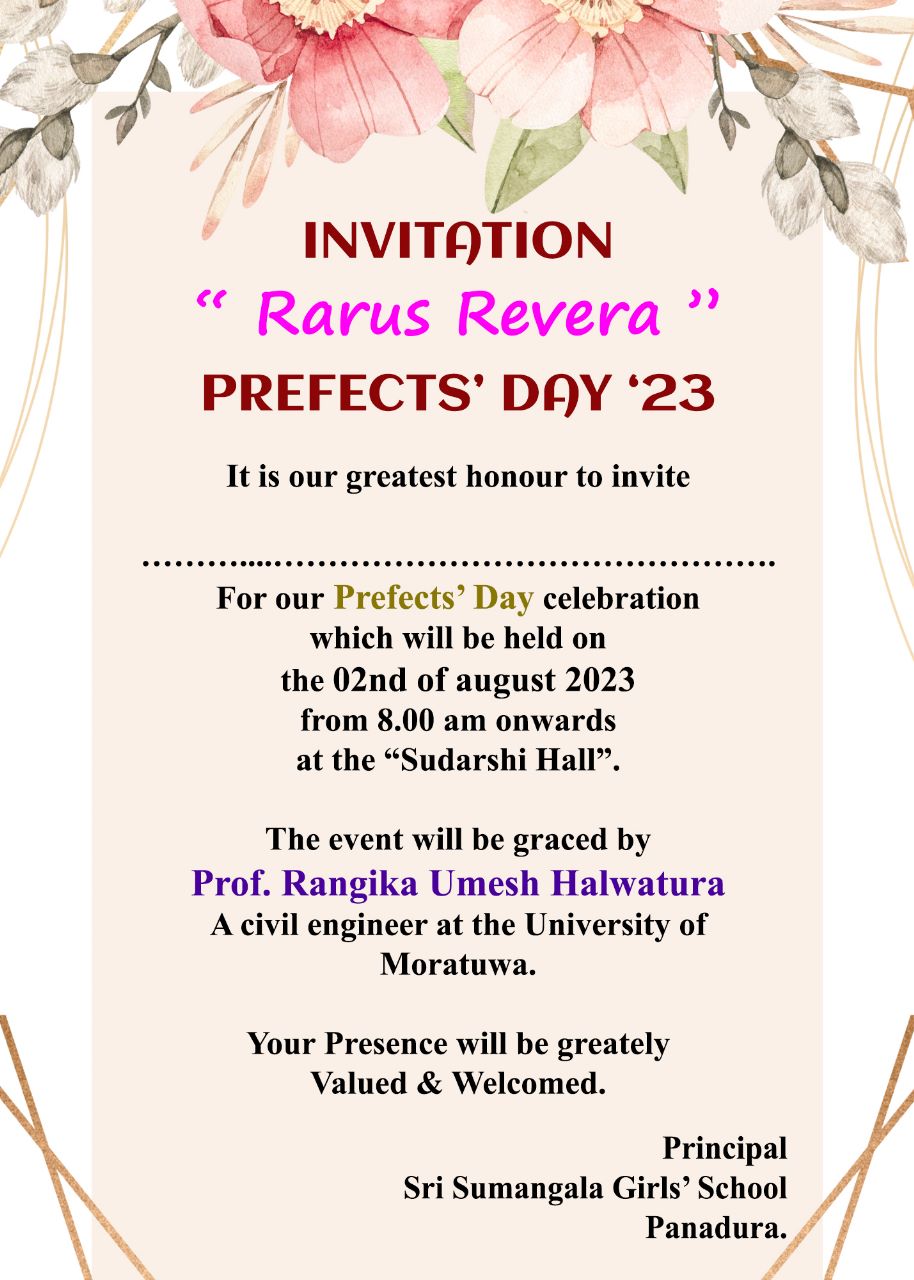 INVITATION
“ Rarus Revera ”
PREFECTS’ DAY ‘23
It is our greatest honour to invite
………....……………………………………………….
For our Prefects’ Day celebration
which will be held on
the 02nd of august 2023
from 8.00 am onwards
at the “Sudarshi Hall”.
The event will be graced by
Prof. Rangika Umesh Halwatura
A civil engineer at the University of
Moratuwa.
Your Presence will be greately
Valued & Welcomed.
Principal
Sri Sumangala Girls’ School
Panadura.